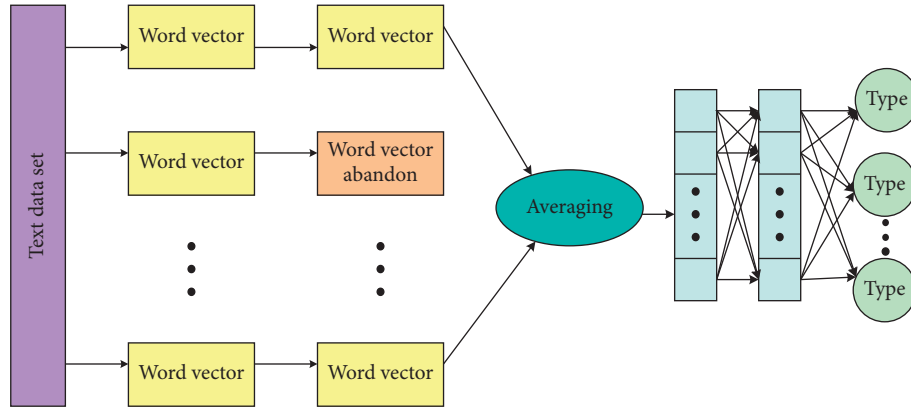 Text data set
Word vector
Word vector
Word vector
Word vector
abandon
Word vector
Word vector
Averaging
Type
Type
Type